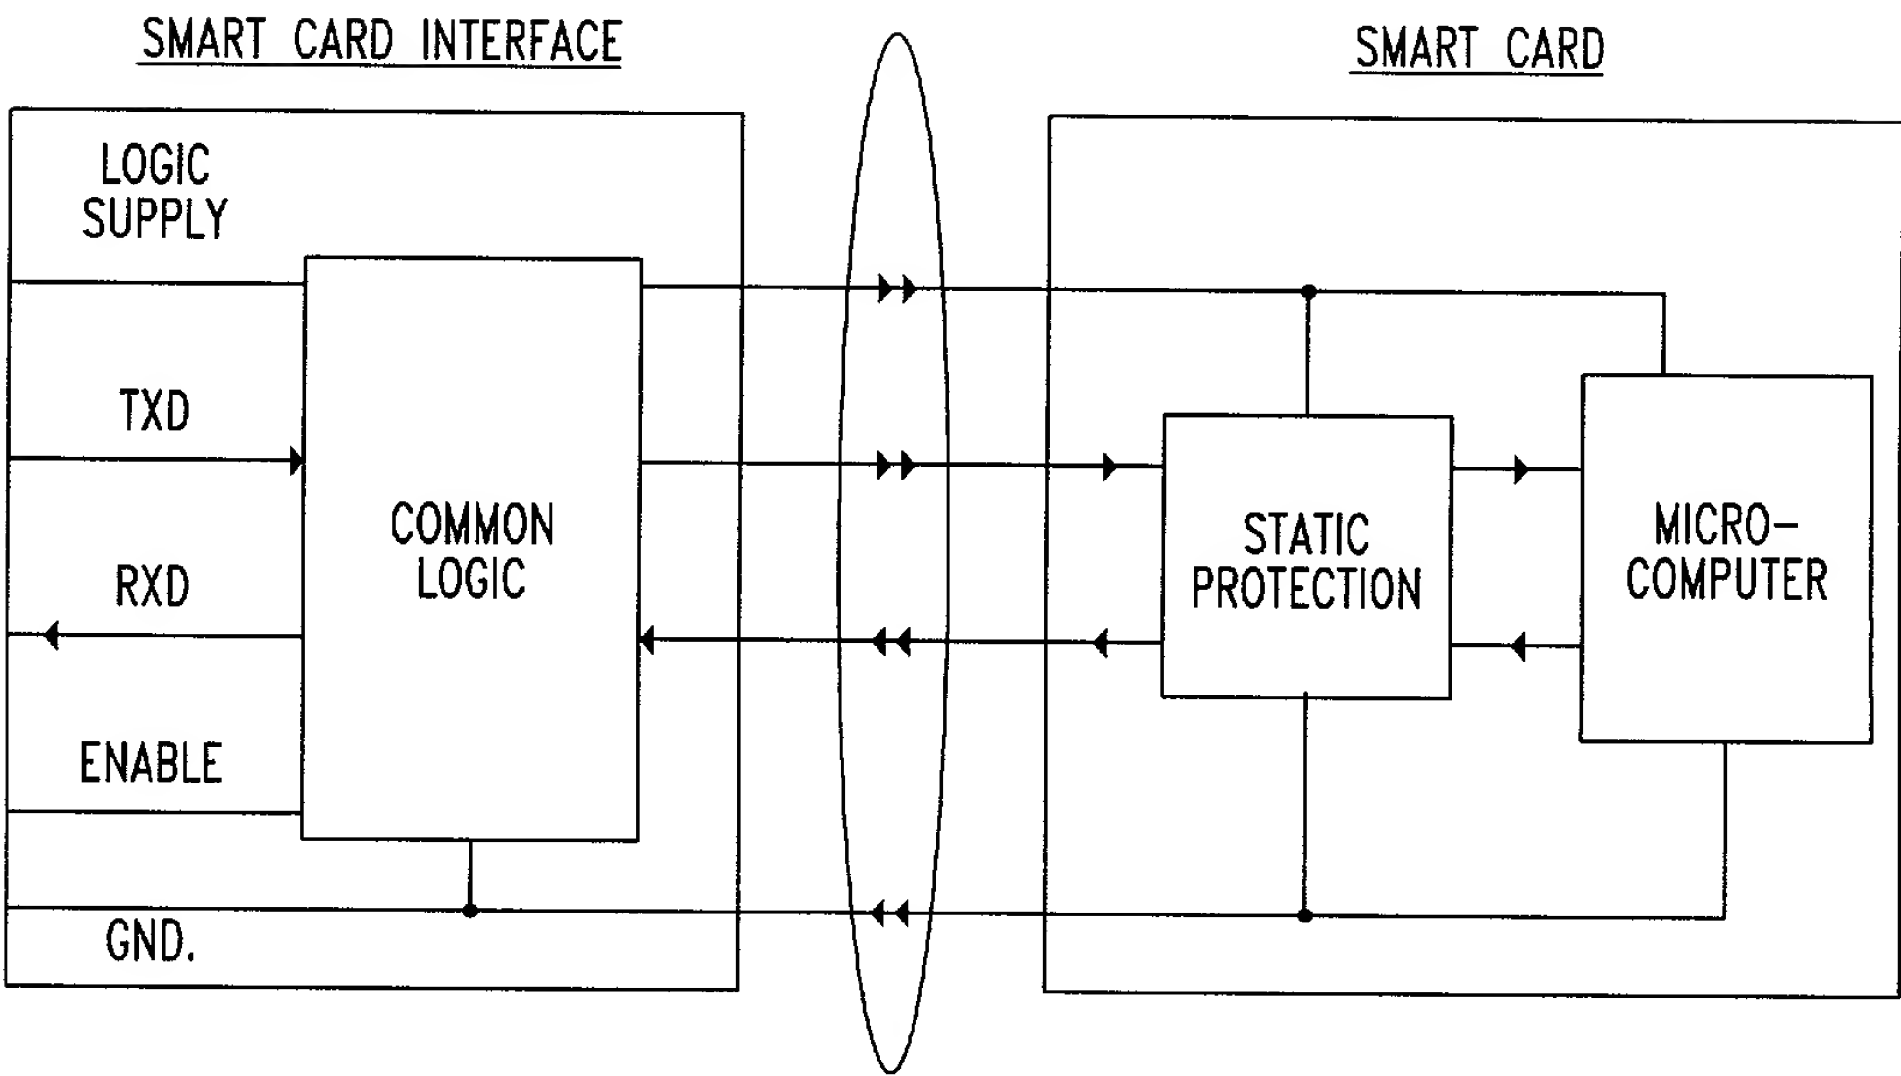 SMART CARD INTERFACE
SMART CARD
LOGIC
SUPPLY
TXD
RXD
ENABLE
GND.
COMMON
LOGIC
STATIC
PROTECTION
MICRO-
COMPUTER